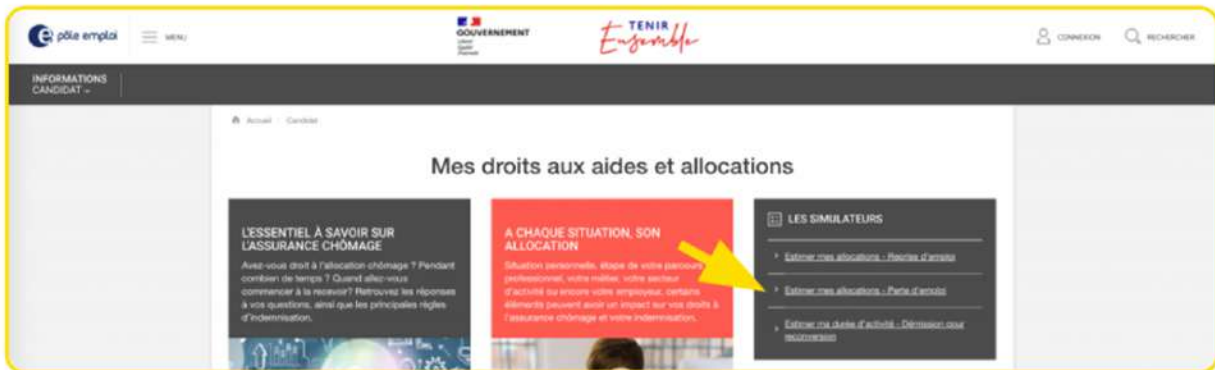 pôle emploi
MENU
GOUVERNEMENT
TENIR
Ensemble
CONNEXION
RECHERCHER
INFORMATIONS
CANDIDAT
Accueil
Candidat
Mes droits aux aides et allocations
L'ESSENTIEL À SAVOIR SUR
L'ASSURANCE CHÔMAGE
Avez-vous droit à l'allocation chômage ? Pendant
combien de temps ? Quand allez-vous
commencer à la recevoir? Retrouvez les réponses
à vos questions, ainsi que les principales règles
d'indemnisation.
A CHAQUE SITUATION, SON
ALLOCATION
Situation personnelle, étape de votre parcours
professionnel, votre métier, votre secteur
d'activité ou encore votre employeur, certains
éléments peuvent avoir un impact sur vos droits à
l'assurance chômage et votre indemnisation.
LES SIMULATEURS
Estimer mes allocations - Reprise d'emploi
Estimer mes allocations - Perte d'emploi
Estimer ma durée d'activité - Démission pour
reconversion